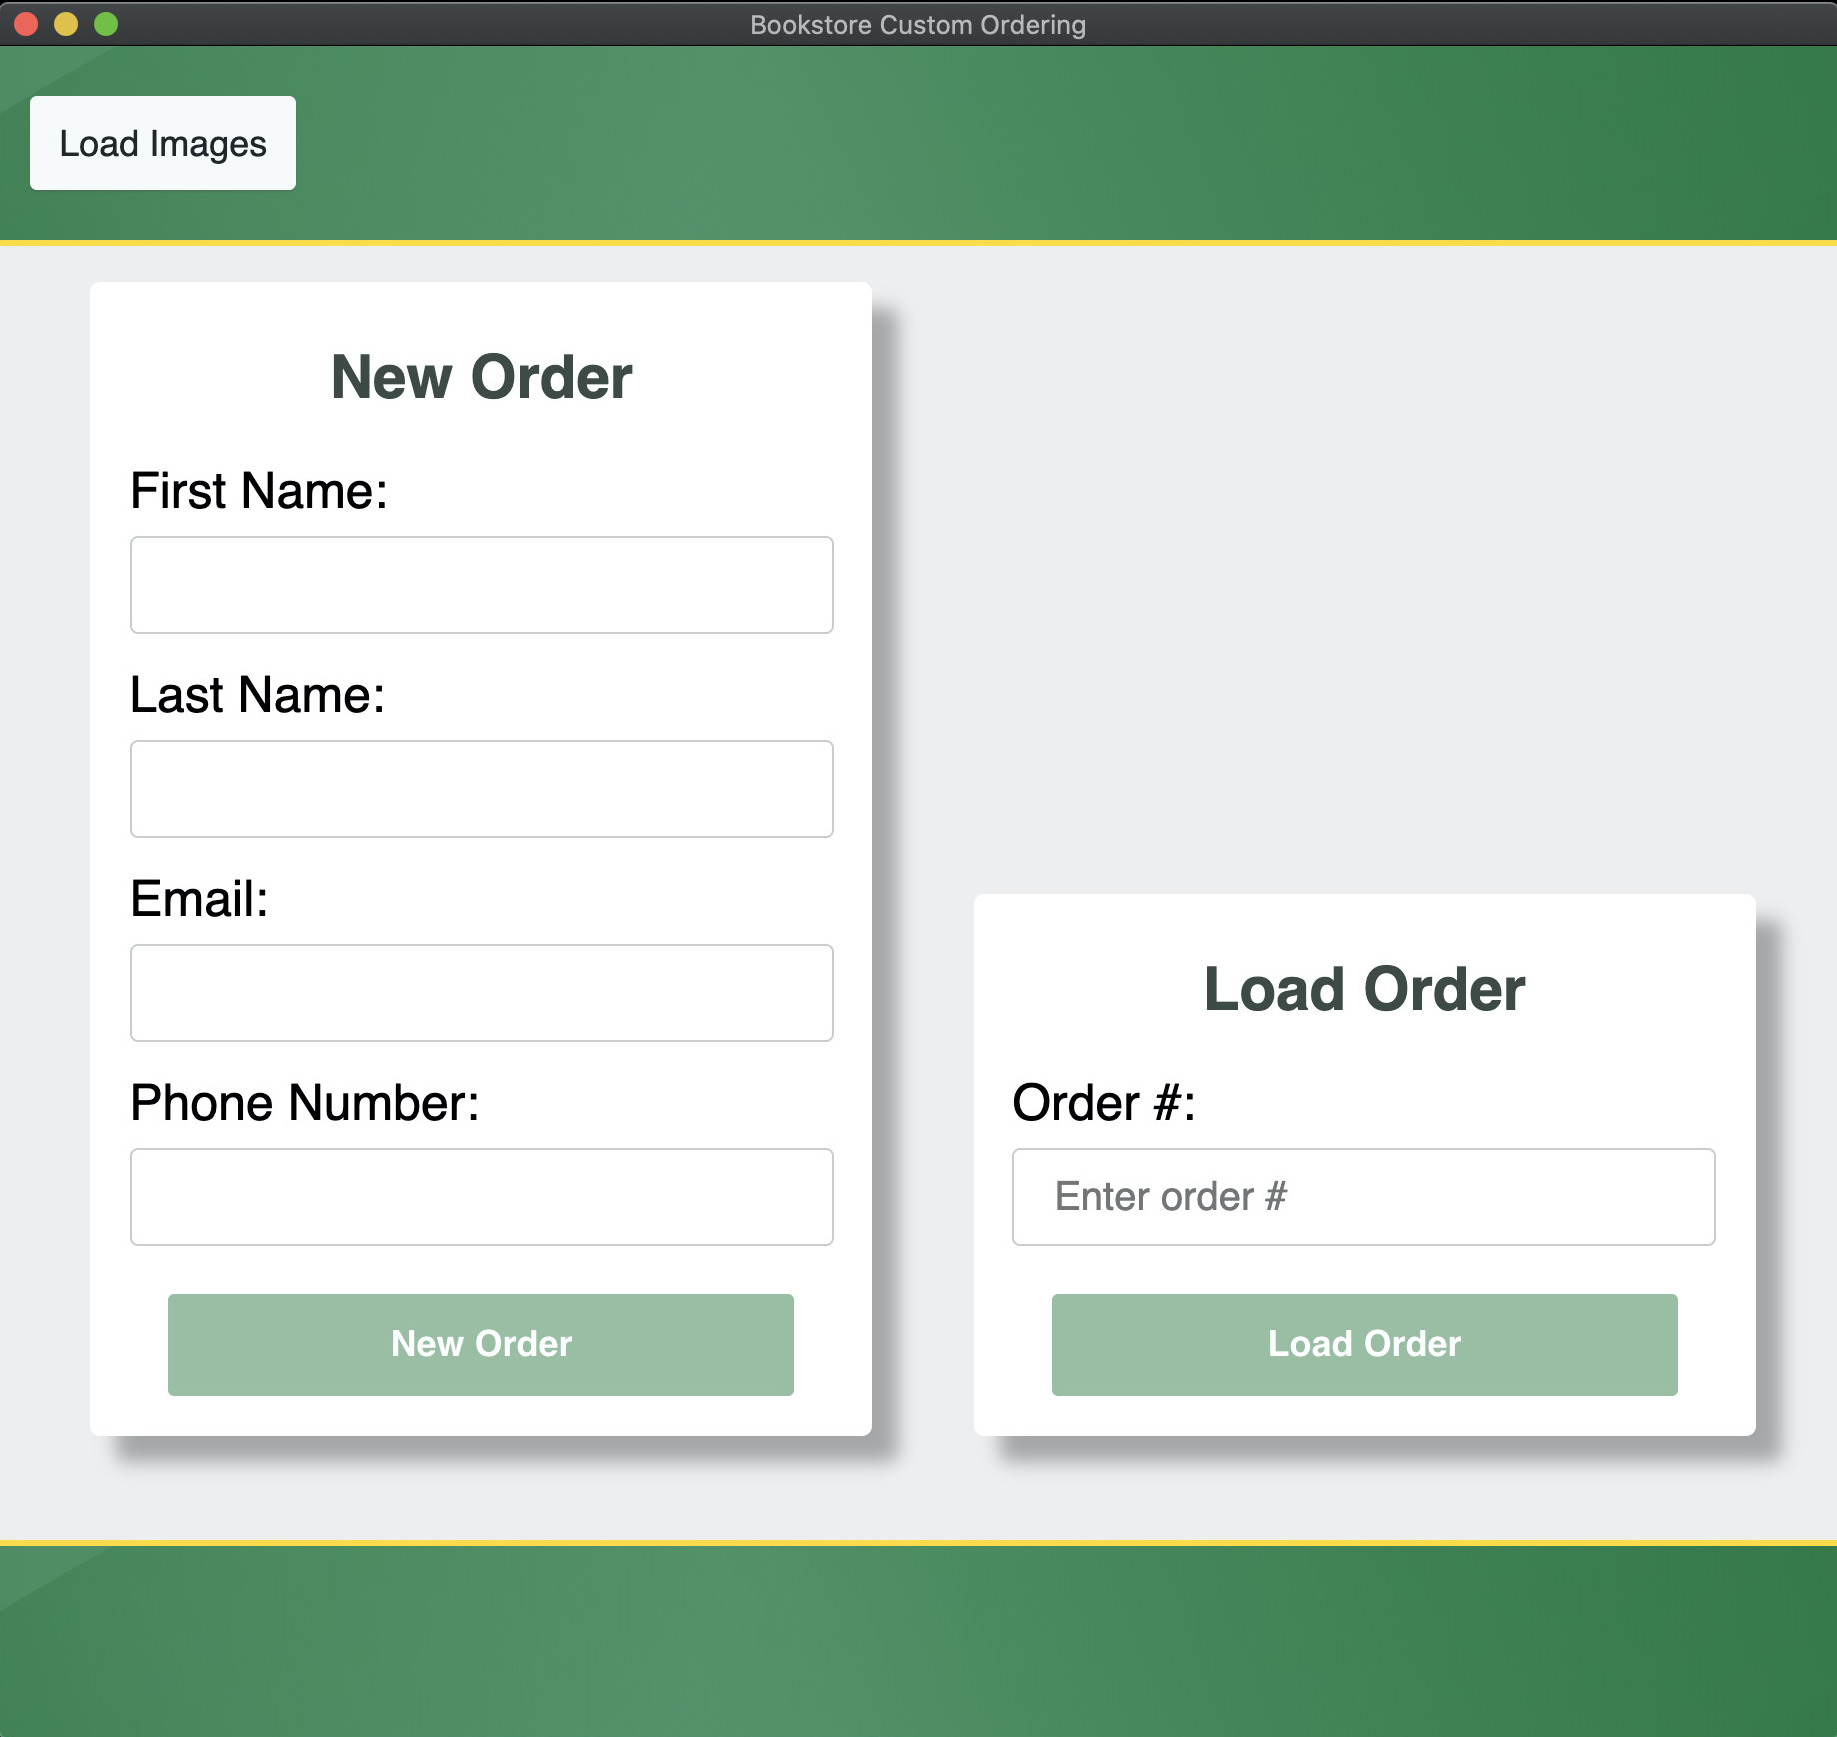 Bookstore Custom Ordering
Load Images
New Order
First Name:
Last Name:
Email:
Phone Number:
New Order
Load Order
Order #:
Enter order #
Load Order